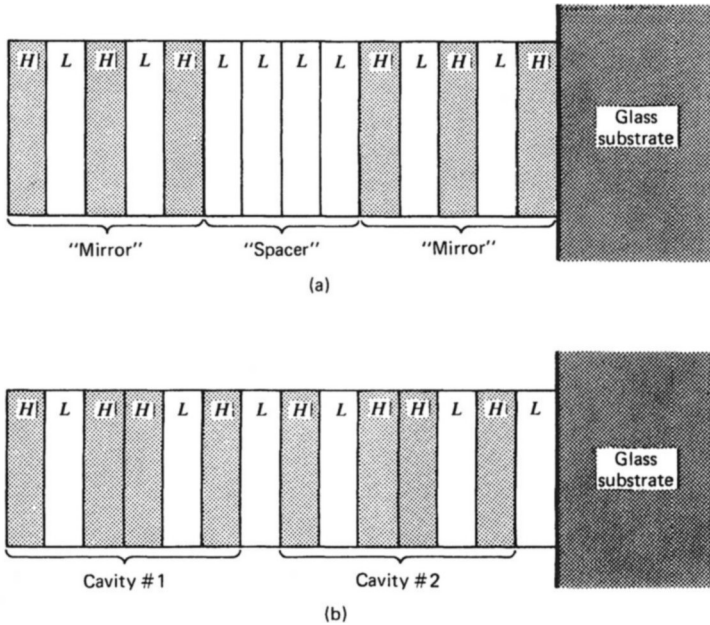 H L H L H L L L L H L H L H
Glass
substrate
"Mirror" "Spacer" "Mirror"
(a)
H L H H L H L H L H H L H L
Glass
substrate
Cavity #1 Cavity #2
(b)